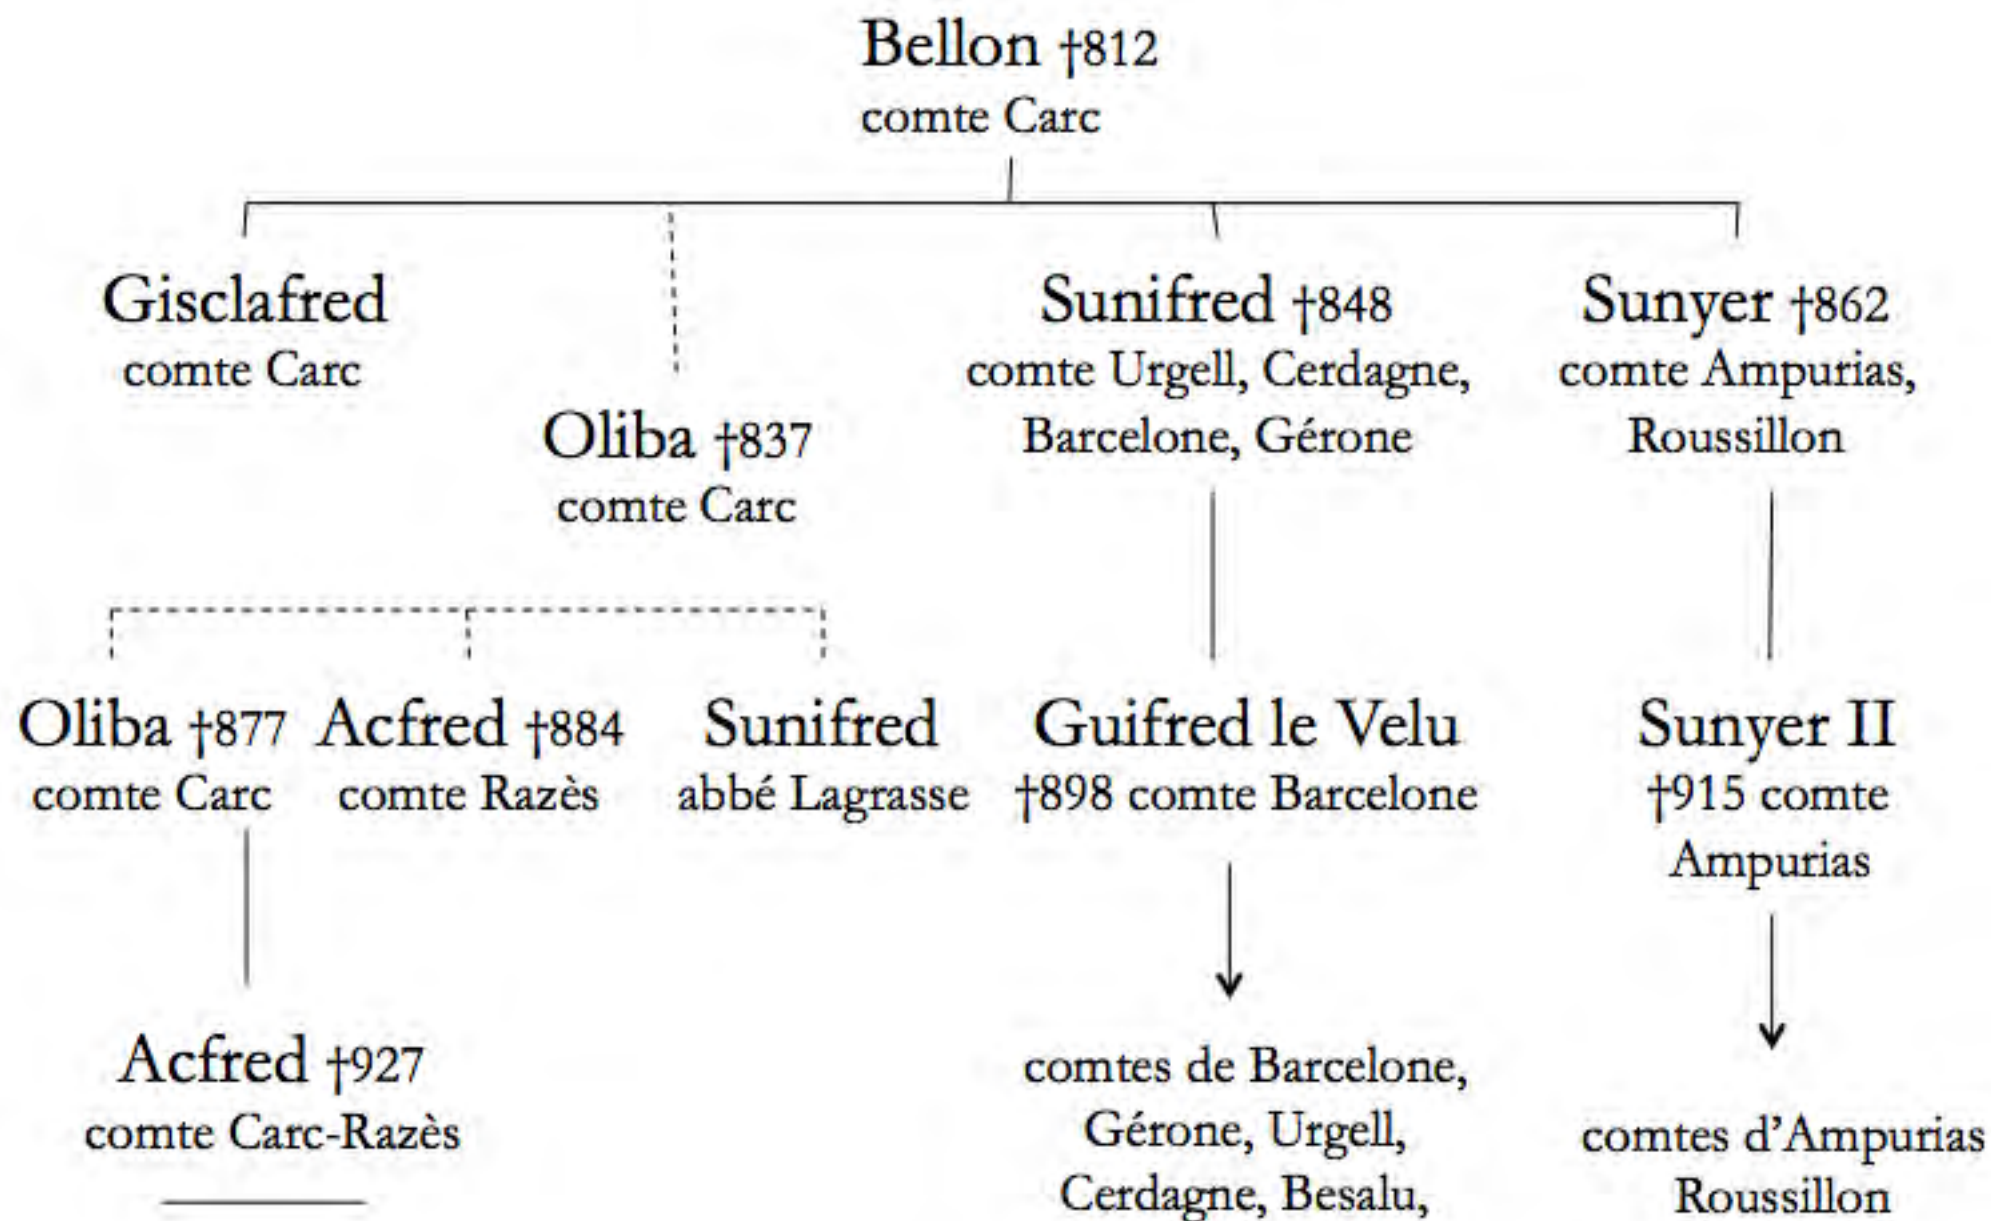 Bellon †812
comte Carc
Gisclafred
comte Carc
Oliba †837
comte Carc
Sunifred †848
comte Urgell, Cerdagne,
Barcelone, Gérone
Sunyer †862
comte Ampurias,
Roussillon
Oliba †877
comte Carc
Acfred †884
comte Razès
Sunifred
abbé Lagrasse
Guifred le Velu
†898 comte Barcelone
Sunyer II
†915 comte
Ampurias
Acfred †927
comte Carc-Razès
comtes de Barcelone,
Gérone, Urgell,
Cerdagne, Besalu,
comtes d'Ampurias
Roussillon